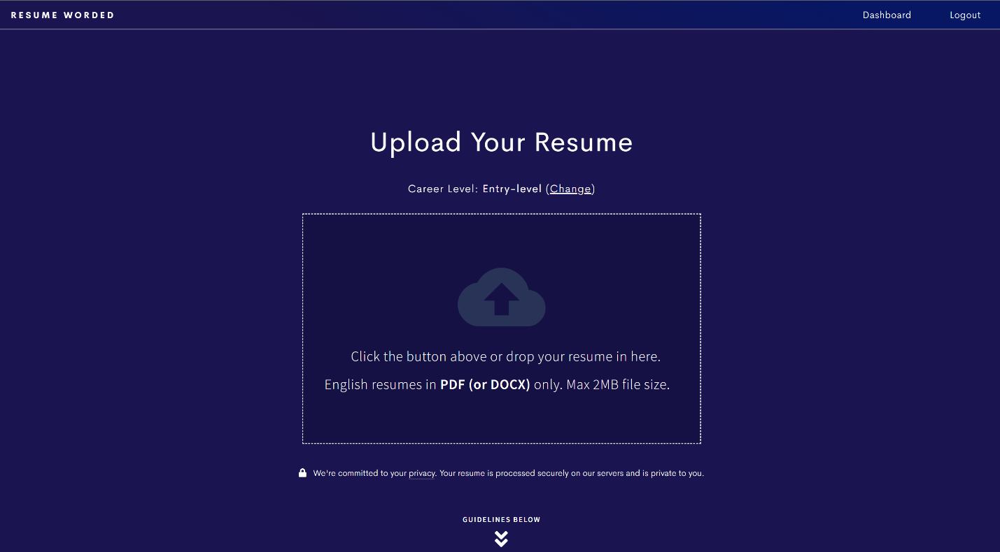 RESUME WORDED
Dashboard
Logout
Upload Your Resume
Career Level: Entry-level (Change)
Click the button above or drop your resume in here.
English resumes in PDF (or DOCX) only. Max 2MB file size.
We're committed to your privacy. Your resume is processed securely on our servers and is private to you.
GUIDELINES BELOW